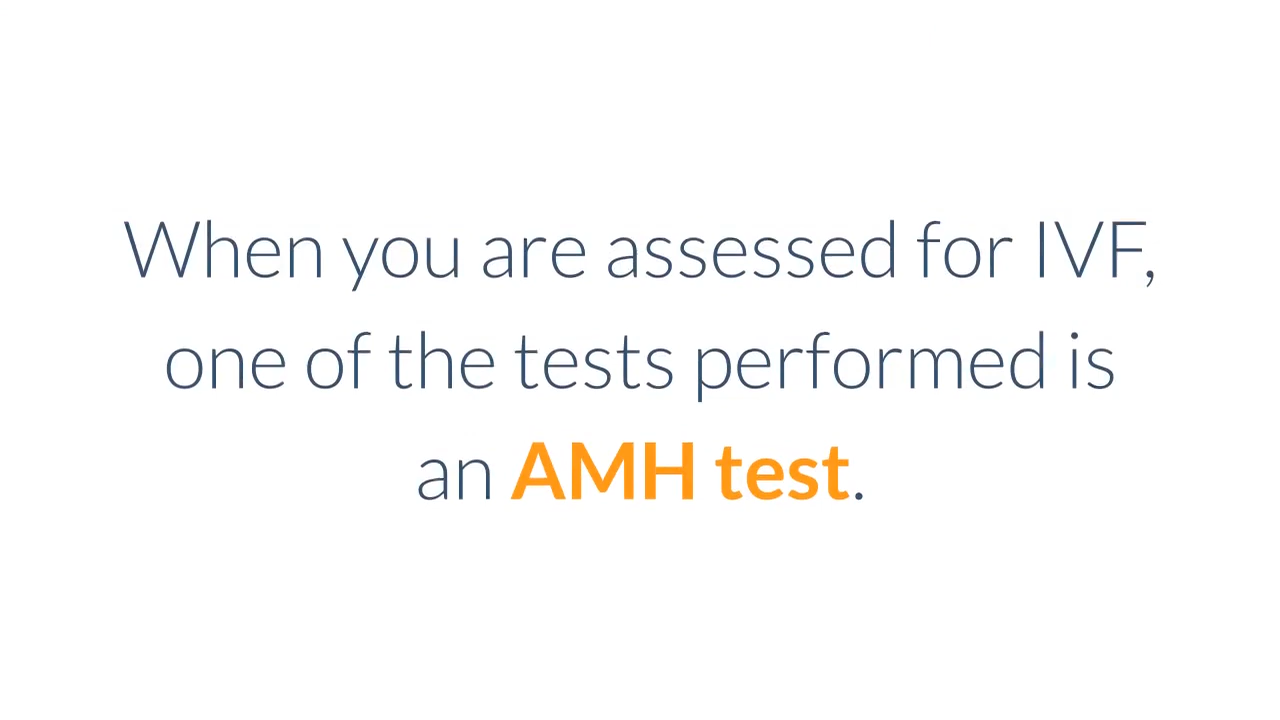 When you are assessed for IVF,
one of the tests performed is
an AMH test.